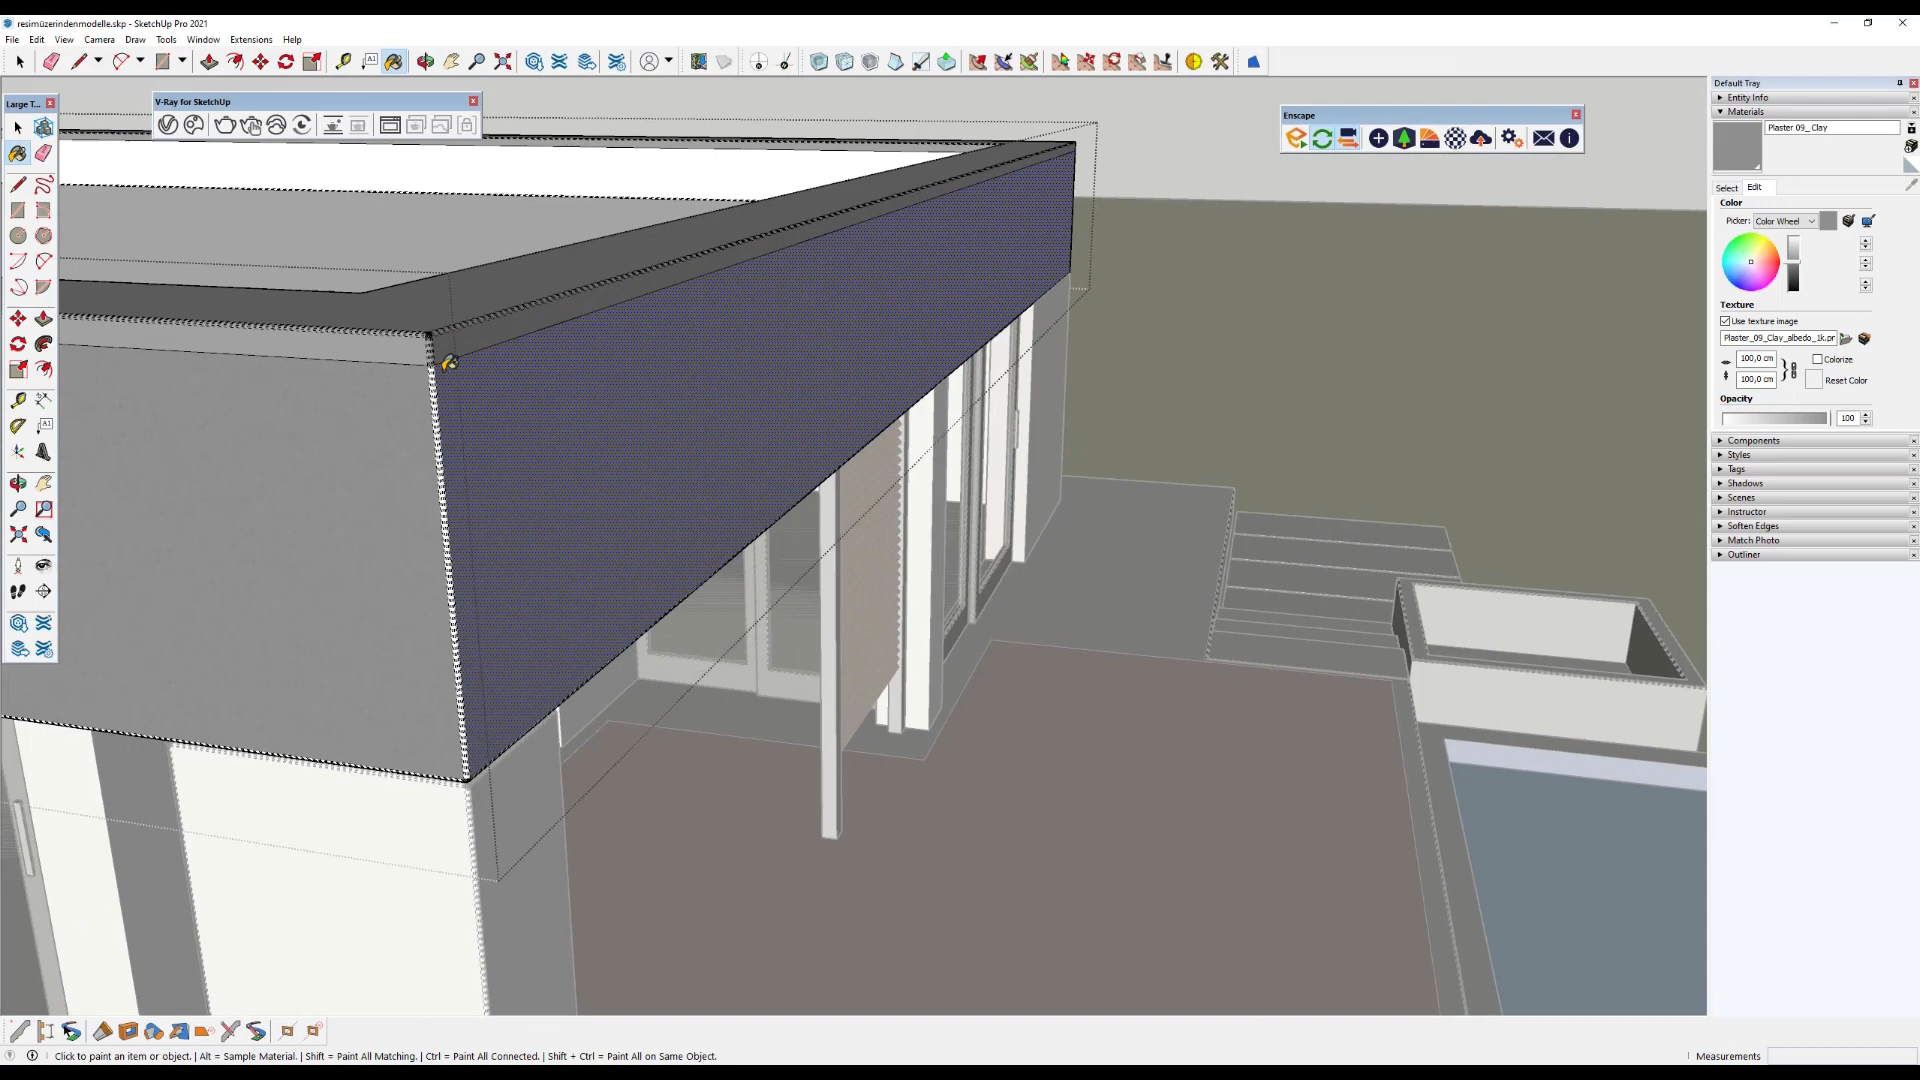 resimüzerindenmodelle.skp - SketchUp Pro 2021
File Edit View Camera Draw Tools Window Extensions Help
A1
Large T...
V-Ray for SketchUp
Enscape
Default Tray
Entity Info
Materials
Plaster 09_ Clay
Select Edit
Color
Picker: Color Wheel
Texture
Use texture image
Plaster_09_Clay_albedo_1k.pr
100,0 cm
Colorize
100,0 cm
Reset Color
Opacity
100
Components
Styles
Tags
Shadows
Scenes
Instructor
Soften Edges
Match Photo
Outliner
A1
Click to paint an item or object. | Alt = Sample Material. | Shift = Paint All Matching. | Ctrl = Paint All Connected. | Shift + Ctrl = Paint All on Same Object.
Measurements